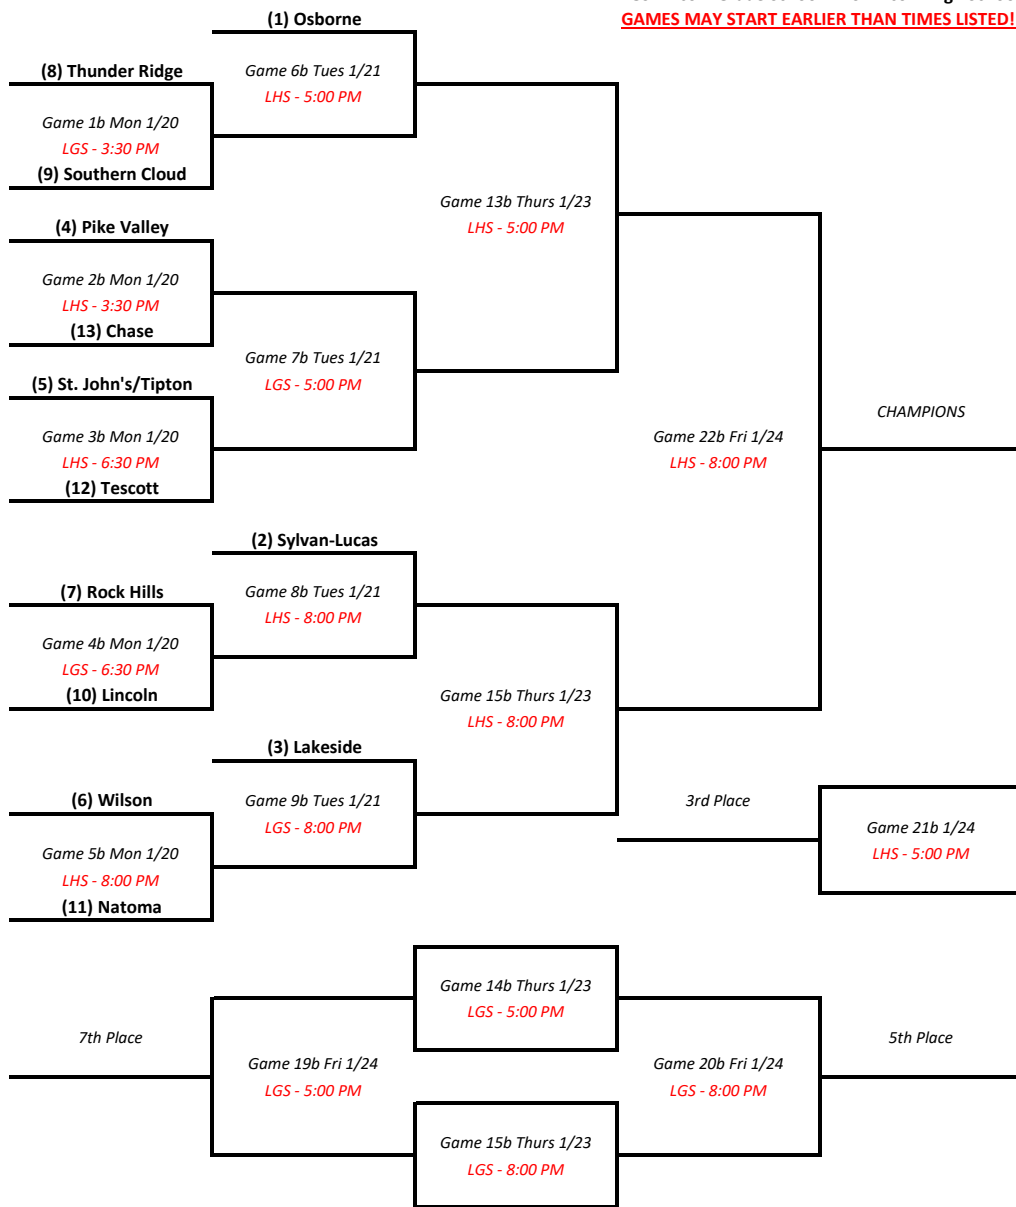 GAMES MAY START EARLIER THAN TIMES LISTED!
(1) Osborne
(8) Thunder Ridge
Game 6b Tues 1/21
LHS - 5:00 PM
Game 1b Mon 1/20
LGS - 3:30 PM
(9) Southern Cloud
Game 13b Thurs 1/23
LHS - 5:00 PM
(4) Pike Valley
Game 2b Mon 1/20
LHS - 3:30 PM
(13) Chase
Game 7b Tues 1/21
LGS - 5:00 PM
(5) St. John's/Tipton
CHAMPIONS
Game 3b Mon 1/20
LHS - 6:30 PM
(12) Tescott
Game 22b Fri 1/24
LHS - 8:00 PM
(2) Sylvan-Lucas
(7) Rock Hills
Game 8b Tues 1/21
LHS - 8:00 PM
Game 4b Mon 1/20
LGS - 6:30 PM
(10) Lincoln
Game 15b Thurs 1/23
LHS - 8:00 PM
(3) Lakeside
(6) Wilson
Game 9b Tues 1/21
LGS - 8:00 PM
3rd Place
Game 21b 1/24
LHS - 5:00 PM
Game 5b Mon 1/20
LHS - 8:00 PM
(11) Natoma
Game 14b Thurs 1/23
LGS - 5:00 PM
7th Place
5th Place
Game 19b Fri 1/24
LGS - 5:00 PM
Game 20b Fri 1/24
LGS - 8:00 PM
Game 15b Thurs 1/23
LGS - 8:00 PM